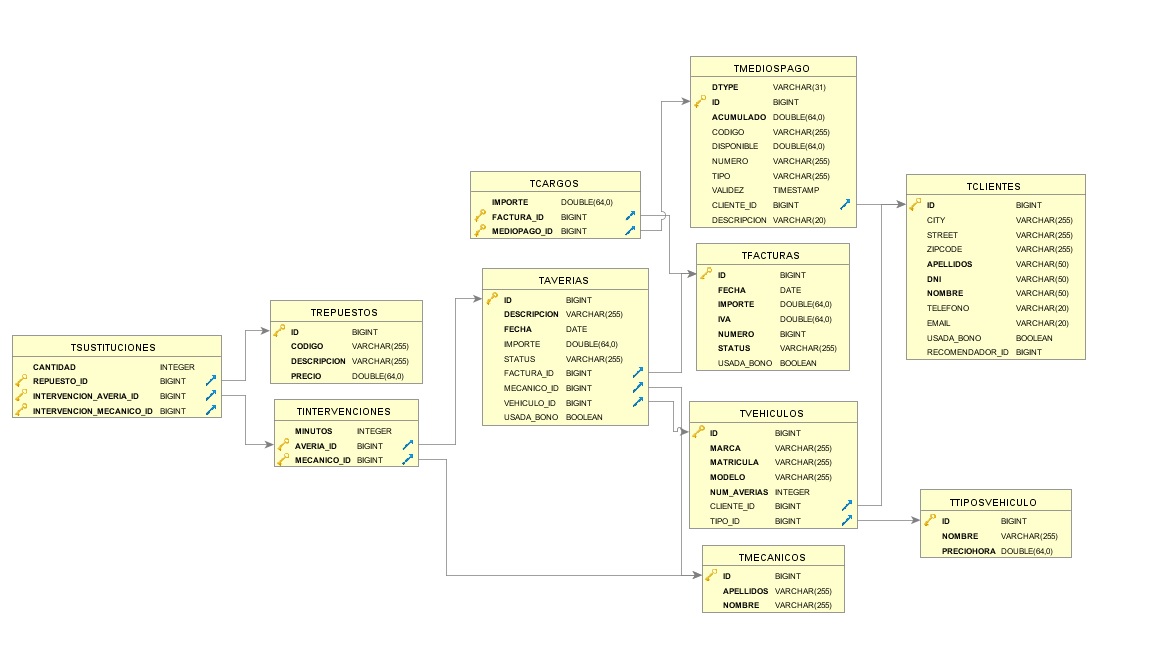 TMEDIOSPAGO
DTYPE VARCHAR(31)
ID BIGINT
ACUMULADO DOUBLE(64,0)
CODIGO VARCHAR(255)
DISPONIBLE DOUBLE(64,0)
NUMERO VARCHAR(255)
TIPO VARCHAR(255)
VALIDEZ TIMESTAMP
CLIENTE_ID BIGINT
DESCRIPCION VARCHAR(20)
TCARGOS
IMPORTE DOUBLE(64,0)
FACTURA_ID BIGINT
MEDIOPAGO_ID BIGINT
TCLIENTES
ID BIGINT
CITY VARCHAR(255)
STREET VARCHAR(255)
ZIPCODE VARCHAR(255)
APELLIDOS VARCHAR(50)
DNI VARCHAR(50)
NOMBRE VARCHAR(50)
TELEFONO VARCHAR(20)
EMAIL VARCHAR(20)
USADA_BONO BOOLEAN
RECOMENDADOR_ID BIGINT
TFACTURAS
ID BIGINT
FECHA DATE
IMPORTE DOUBLE(64,0)
IVA DOUBLE(64,0)
NUMERO BIGINT
STATUS VARCHAR(255)
USADA_BONO BOOLEAN
TAVERIAS
ID BIGINT
DESCRIPCION VARCHAR(255)
FECHA DATE
IMPORTE DOUBLE(64,0)
STATUS VARCHAR(255)
FACTURA_ID BIGINT
MECANICO_ID BIGINT
VEHICULO_ID BIGINT
USADA_BONO BOOLEAN
TREPUESTOS
ID BIGINT
CODIGO VARCHAR(255)
DESCRIPCION VARCHAR(255)
PRECIO DOUBLE(64,0)
TSUSTITUCIONES
CANTIDAD INTEGER
REPUESTO_ID BIGINT
INTERVENCION_AVERIA_ID BIGINT
INTERVENCION_MECANICO_ID BIGINT
TINTERVENCIONES
MINUTOS INTEGER
AVERIA_ID BIGINT
MECANICO_ID BIGINT
TVEHICULOS
ID BIGINT
MARCA VARCHAR(255)
MATRICULA VARCHAR(255)
MODELO VARCHAR(255)
NUM_AVERIAS INTEGER
CLIENTE_ID BIGINT
TIPO_ID BIGINT
TTIPOSVEHICULO
ID BIGINT
NOMBRE VARCHAR(255)
PRECIOHORA DOUBLE(64,0)
TMECANICOS
ID BIGINT
APELLIDOS VARCHAR(255)
NOMBRE VARCHAR(255)